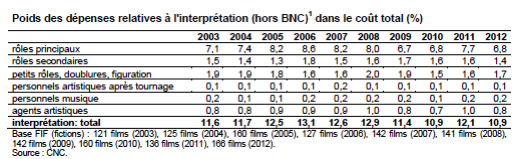 Poids des dépenses relatives à l'interprétation (hors BNC)¹ dans le coût total (%)
2003 2004 2005 2006 2007 2008 2009 2010 2011 2012
rôles principaux 7,1 7,4 8,2 8,6 8,2 8,0 6,7 6,8 7,7 6,8
rôles secondaires 1,5 1,4 1,3 1,8 1,5 1,6 1,7 1,6 1,6 1,4
petits rôles, doublures, figuration 1,9 1,9 1,8 1,6 1,6 2,0 1,9 1,5 1,6 1,7
personnels artistiques après tournage 0,1 0,1 0,1 0,1 0,1 0,2 0,1 0,1 0,1 0,1
personnels musique 0,2 0,1 0,1 0,2 0,2 0,2 0,1 0,2 0,2 0,1
agents artistiques 0,8 0,8 0,9 0,9 0,9 1,0 0,8 0,7 1,0 0,8
interprétation: total 11,6 11,7 12,5 13,1 12,6 12,9 11,4 10,9 12,1 10,9
Base FIF (fictions) : 121 films (2003), 125 films (2004), 160 films (2005), 127 films (2006), 142 films (2007), 141 films (2008),
142 films (2009), 160 films (2010), 136 films (2011), 166 films (2012).
Source : CNC.